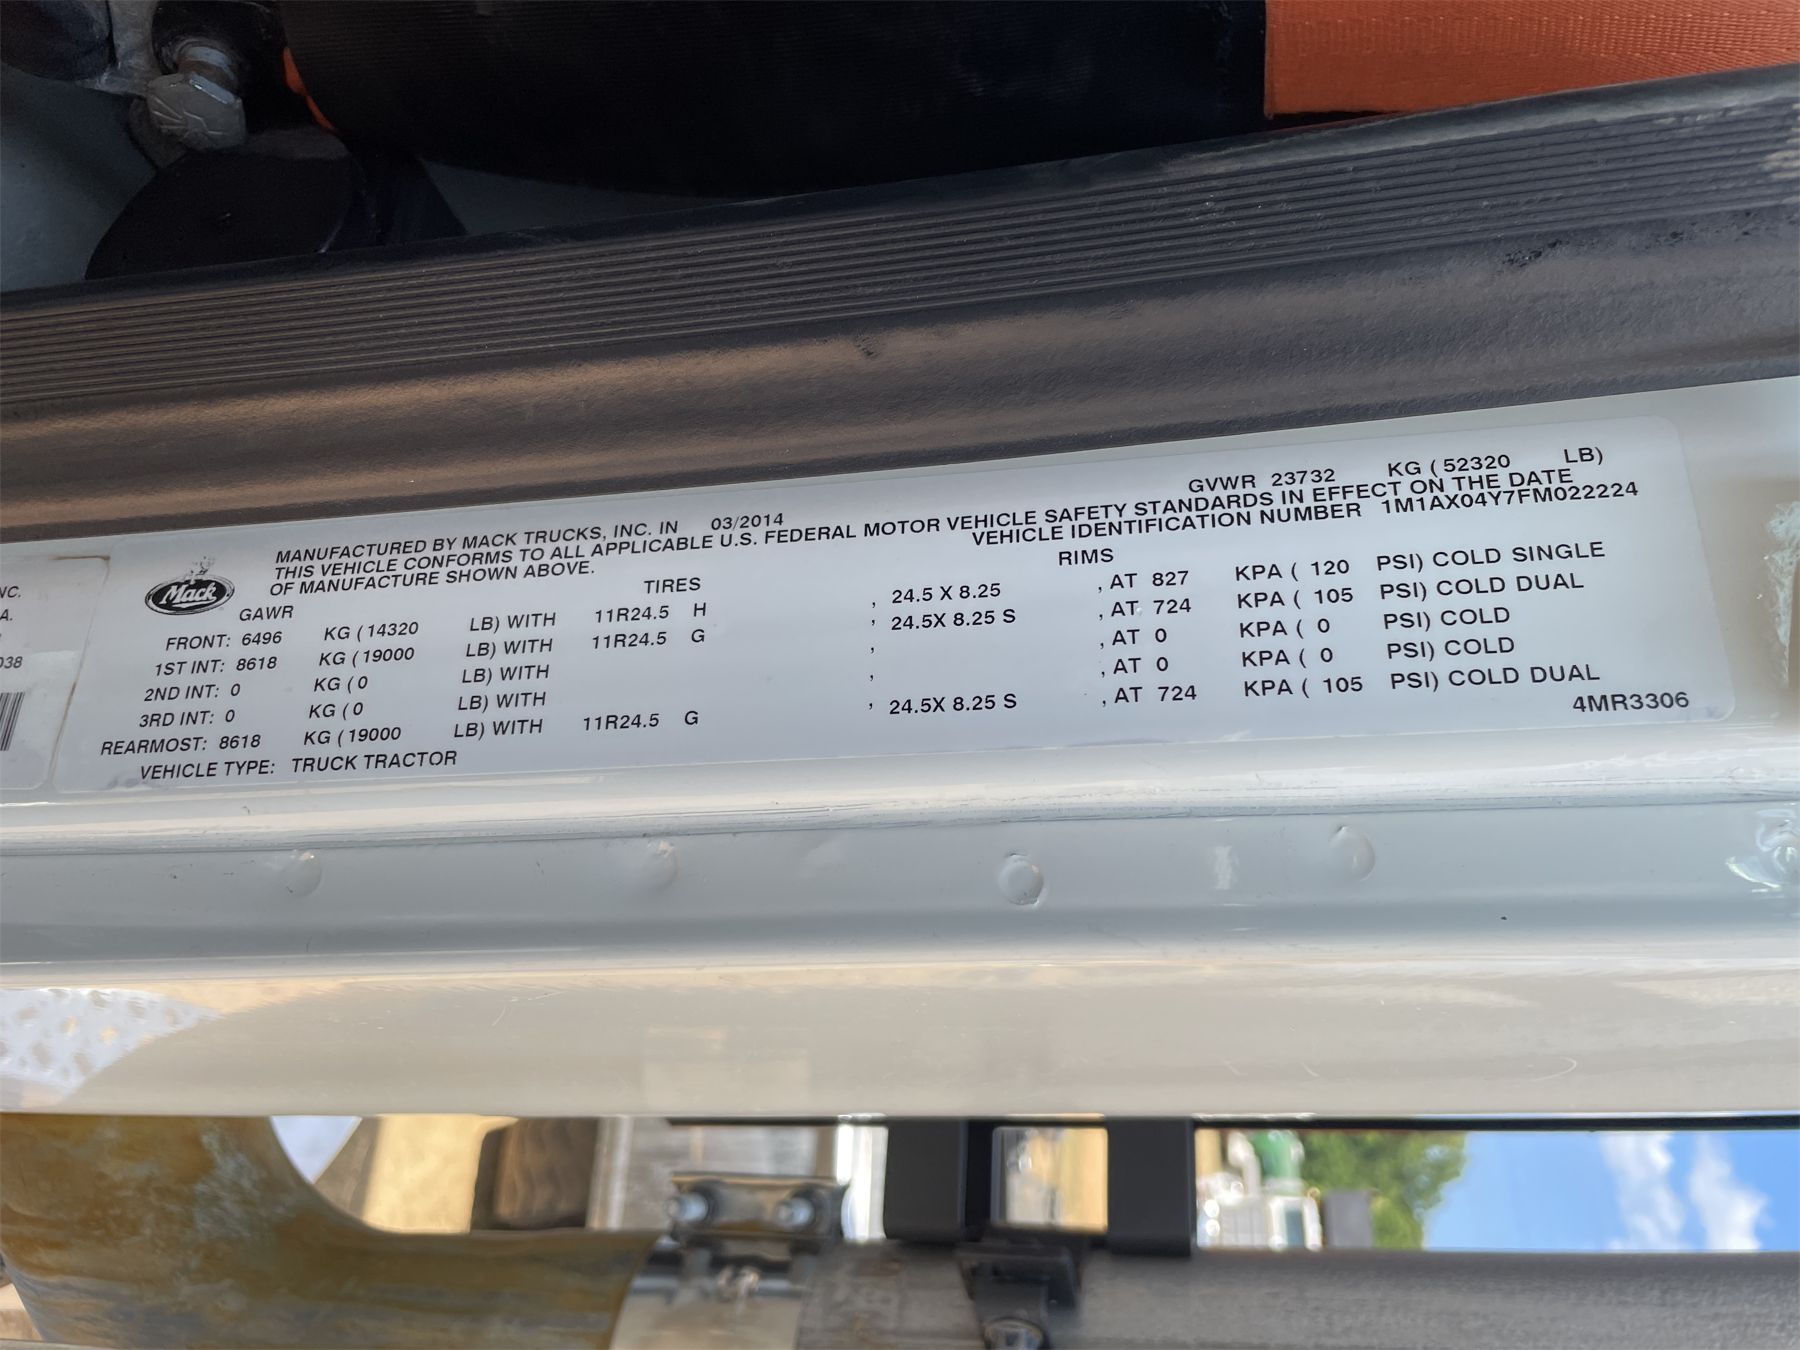 GVWR 23732 KG ( 52320 LB)
MANUFACTURED BY MACK TRUCKS, INC. IN 03/2014
THIS VEHICLE CONFORMS TO ALL APPLICABLE U.S. FEDERAL MOTOR VEHICLE SAFETY STANDARDS IN EFFECT ON THE DATE
OF MANUFACTURE SHOWN ABOVE. VEHICLE IDENTIFICATION NUMBER 1M1AX04Y7FM022224
Mack
GAWR TIRES RIMS
FRONT: 6496 KG ( 14320 LB) WITH 11R24.5 H , 24.5 X 8.25 , AT 827 KPA ( 120 PSI) COLD SINGLE
1ST INT: 8618 KG ( 19000 LB) WITH 11R24.5 G , 24.5X 8.25 S , AT 724 KPA ( 105 PSI) COLD DUAL
2ND INT: 0 KG ( 0 LB) WITH , , AT 0 KPA ( 0 PSI) COLD
3RD INT: 0 KG ( 0 LB) WITH , , AT 0 KPA ( 0 PSI) COLD
REARMOST: 8618 KG ( 19000 LB) WITH 11R24.5 G , 24.5X 8.25 S , AT 724 KPA ( 105 PSI) COLD DUAL
VEHICLE TYPE: TRUCK TRACTOR 4MR3306
NC.
A.
038